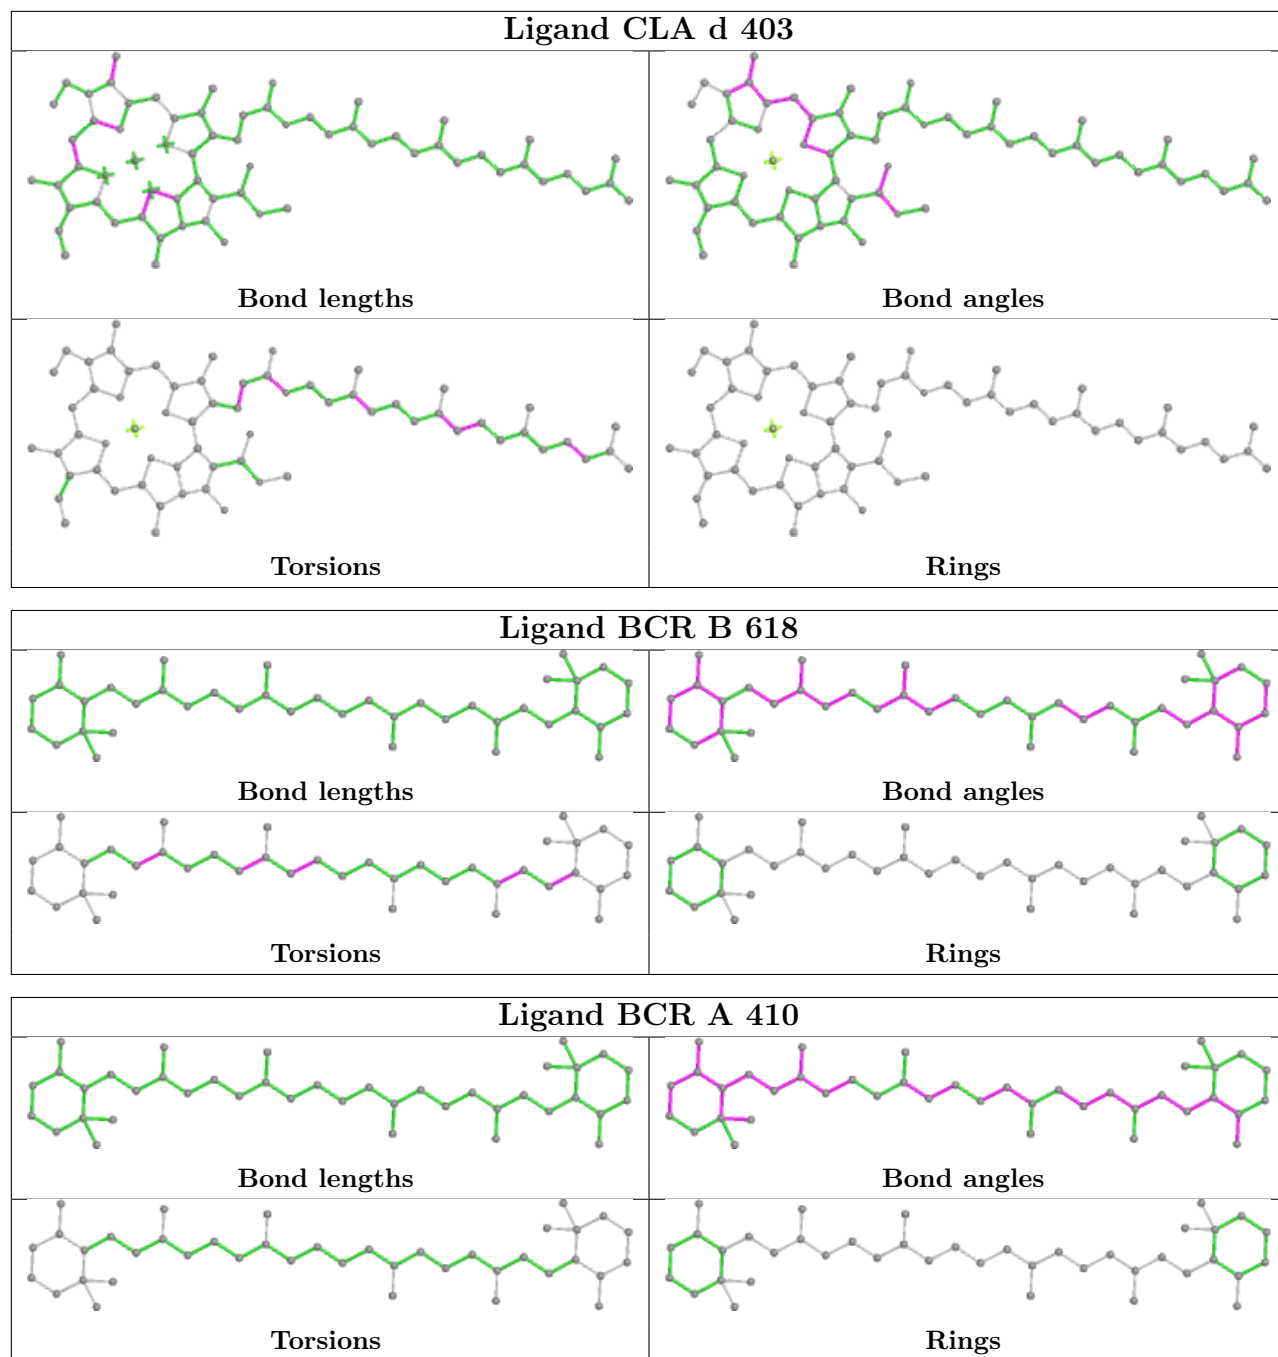 Ligand CLA d 403
Bond lengths
Bond angles
Torsions
Rings
Ligand BCR B 618
Bond lengths
Bond angles
Torsions
Rings
Ligand BCR A 410
Bond lengths
Bond angles
Torsions
Rings